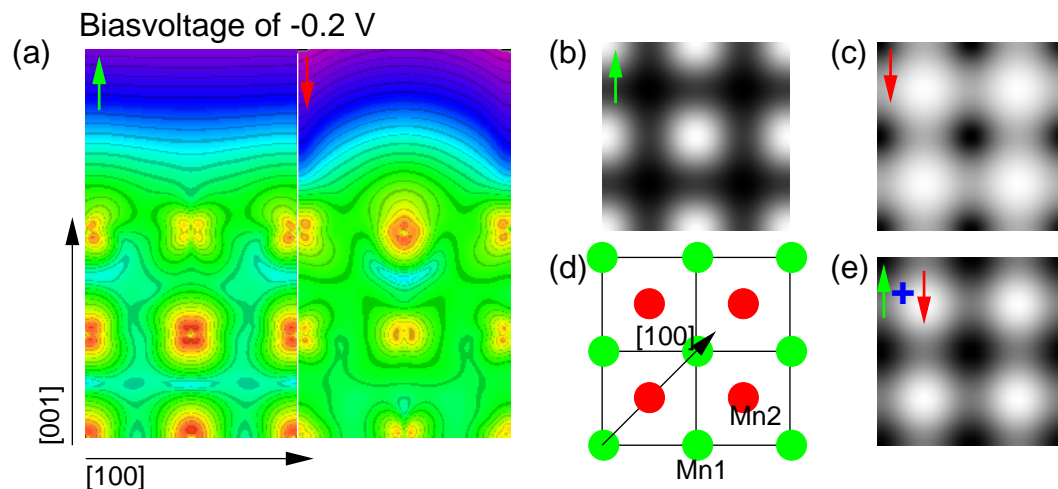 Biasvoltage of -0.2 V
(a)
(b)
(c)
[001]
[100]
(d)
[100]
Mn2
Mn1
(e)
+